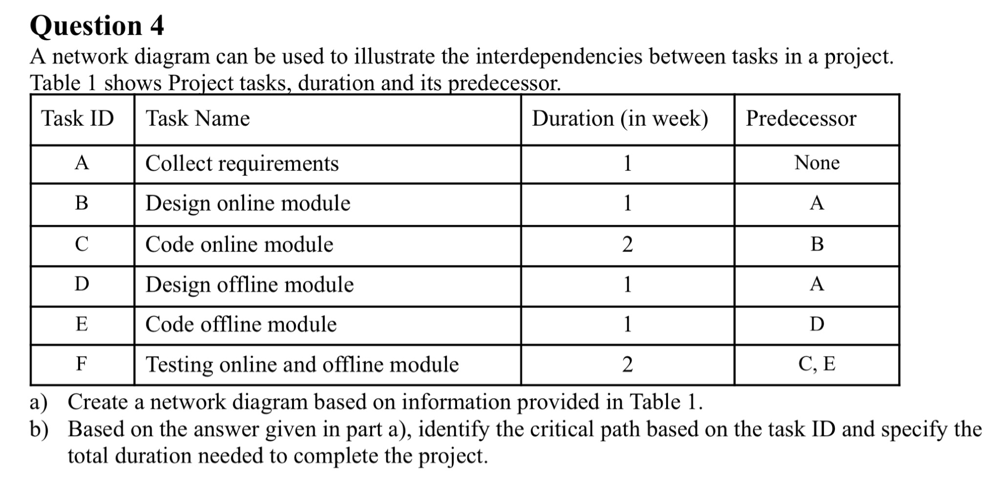 Question 4
A network diagram can be used to illustrate the interdependencies between tasks in a project.
Table 1 shows Project tasks, duration and its predecessor.
Task ID Task Name Duration (in week) Predecessor
A Collect requirements 1 None
B Design online module 1 A
C Code online module 2 B
D Design offline module 1 A
E Code offline module 1 D
F Testing online and offline module 2 C, E
a) Create a network diagram based on information provided in Table 1.
b) Based on the answer given in part a), identify the critical path based on the task ID and specify the
total duration needed to complete the project.